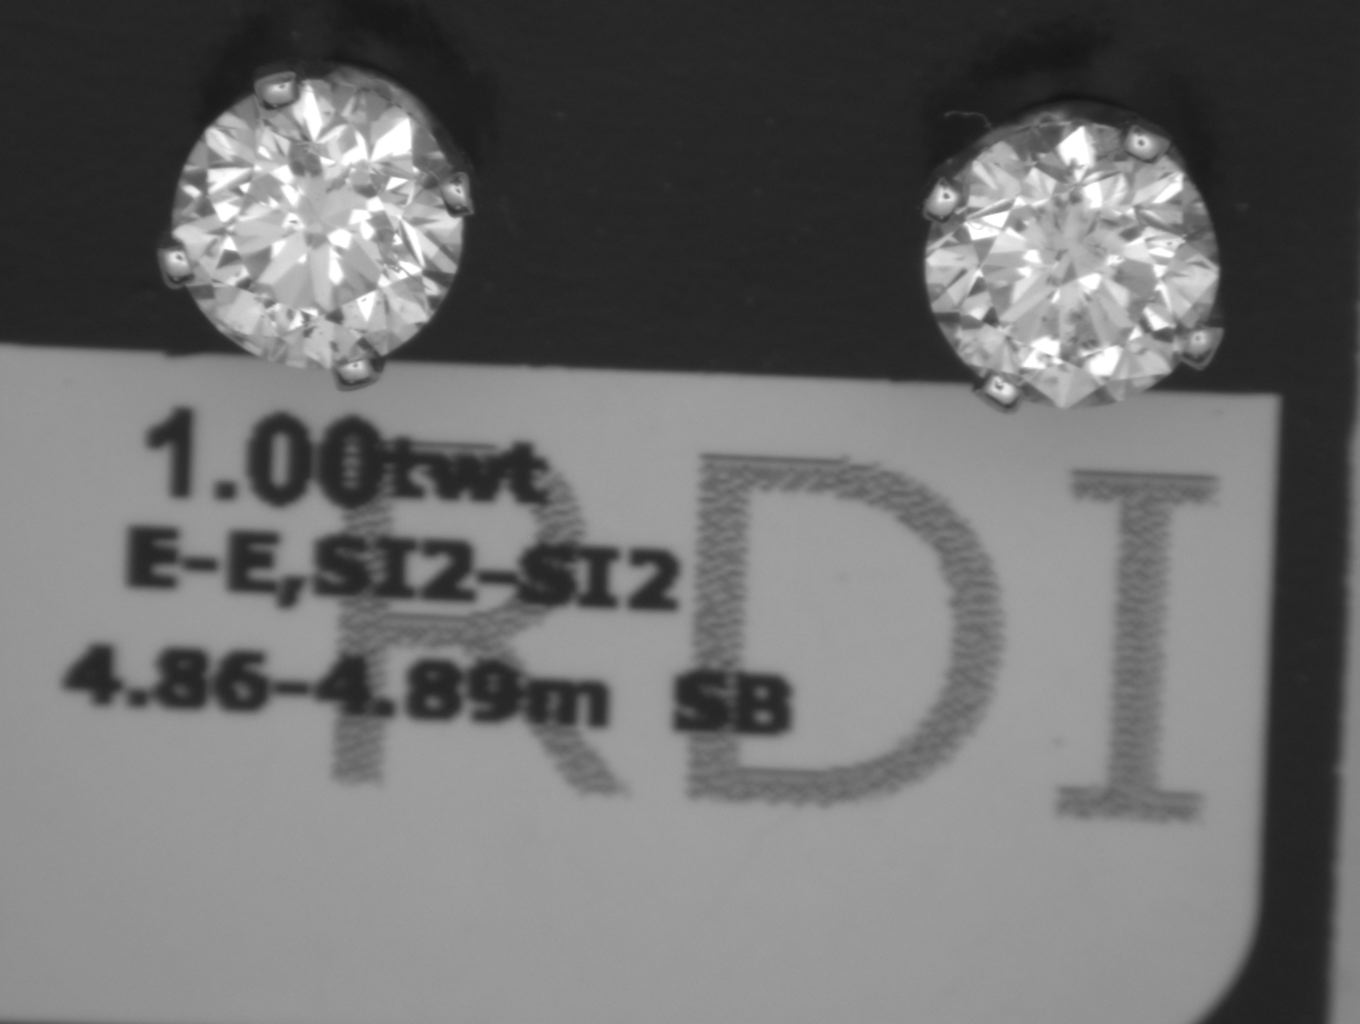 1.00twt
E-E,SI2-SI2
4.86-4.89m SB
RDI